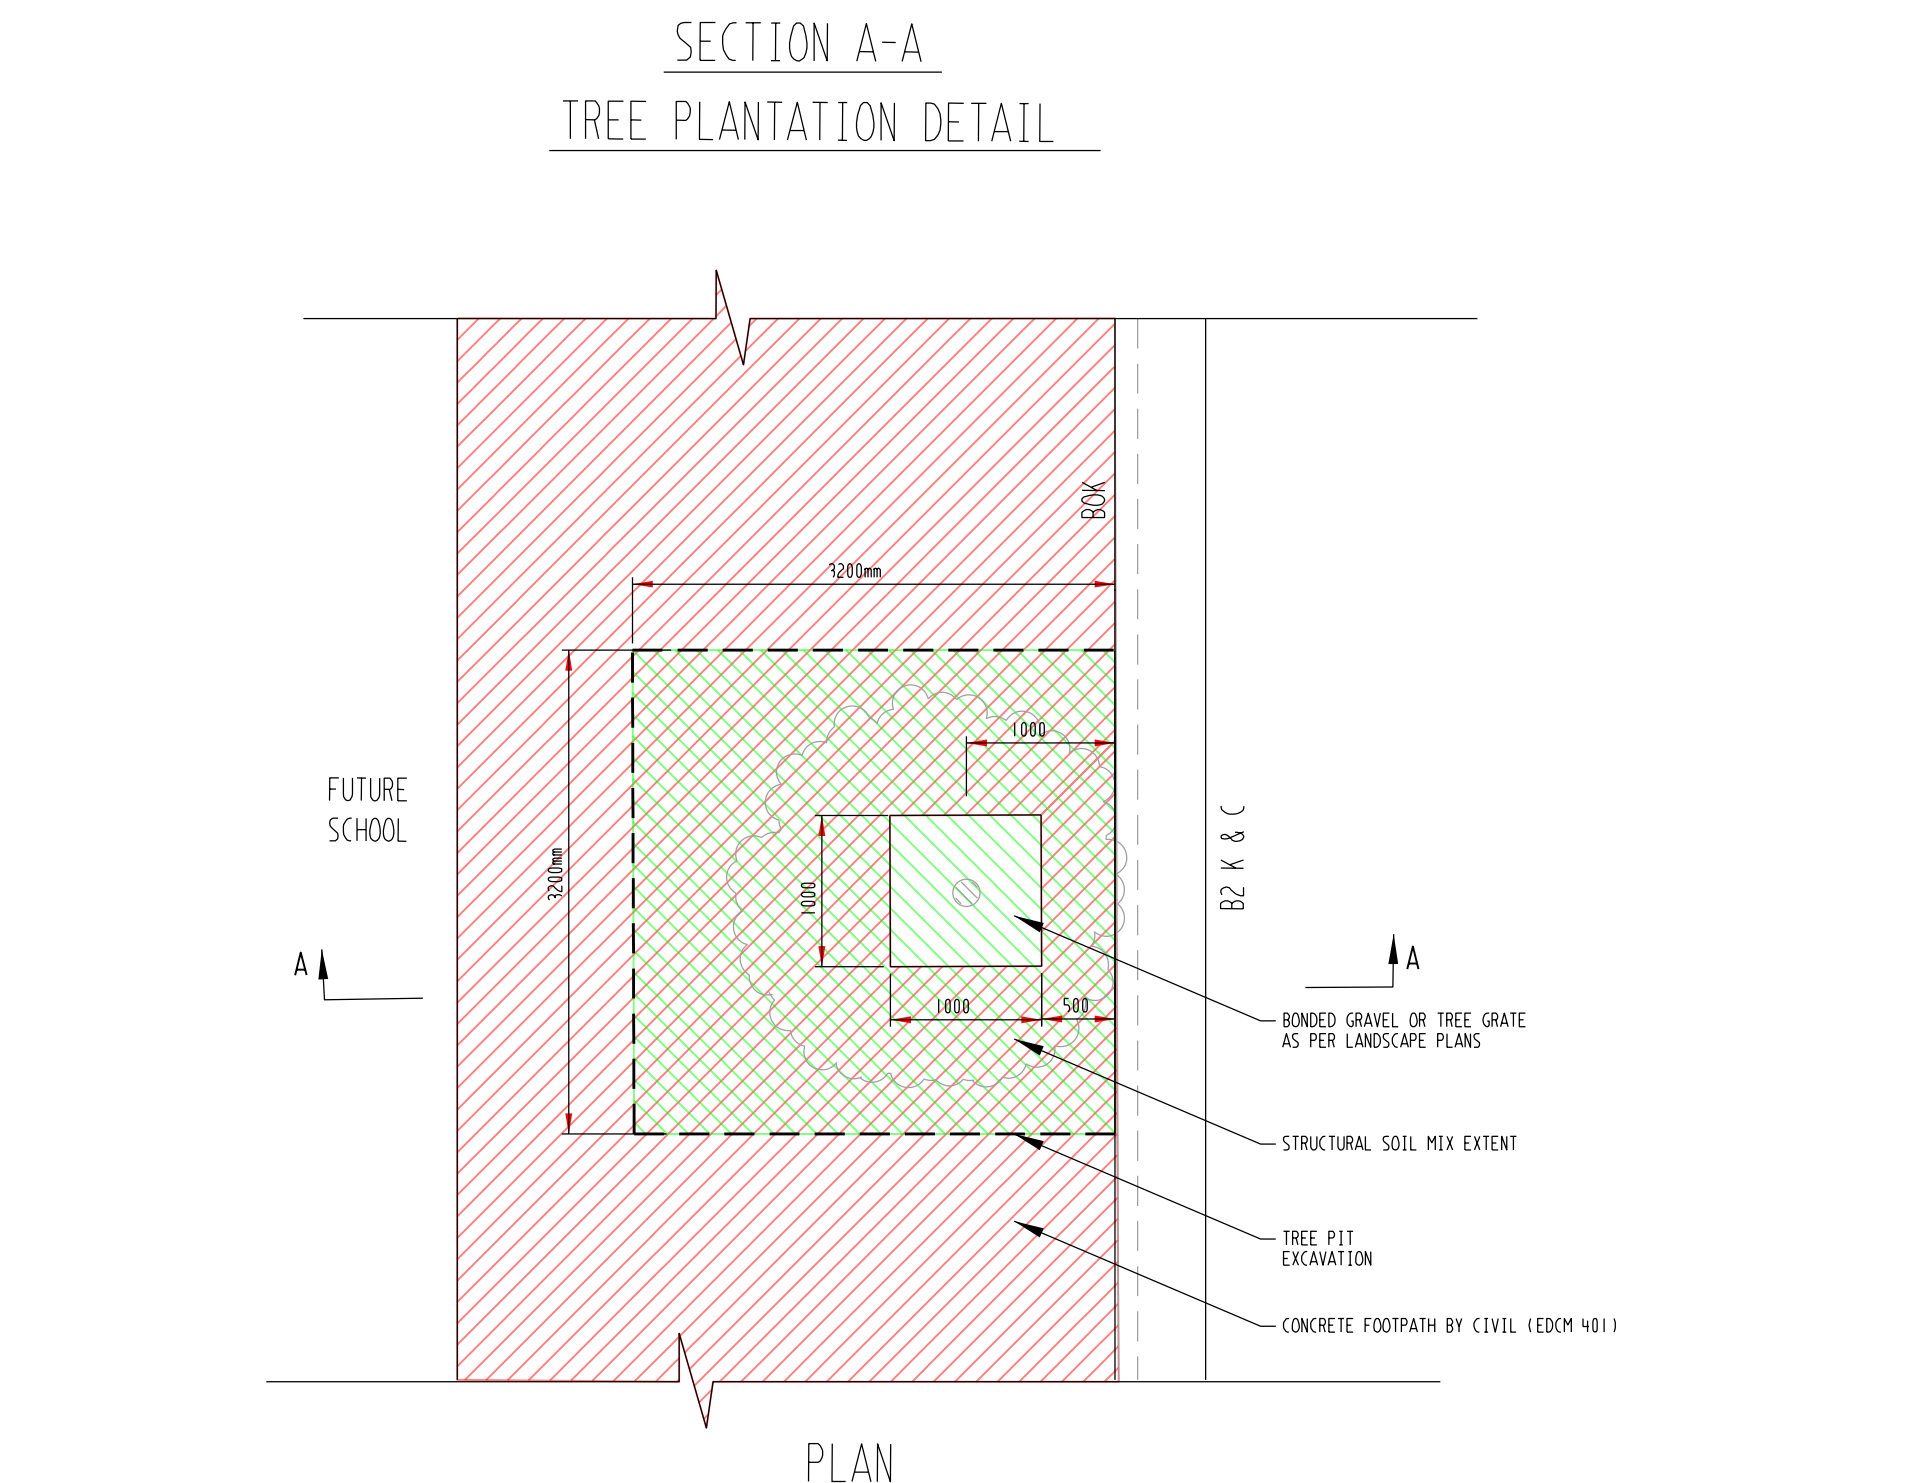 SECTION A-A
TREE PLANTATION DETAIL
BOK
3200mm
1000
FUTURE
SCHOOL
3200mm
1000
B2 K & C
A
A
1000
500
BONDED GRAVEL OR TREE GRATE
AS PER LANDSCAPE PLANS
STRUCTURAL SOIL MIX EXTENT
TREE PIT
EXCAVATION
CONCRETE FOOTPATH BY CIVIL (EDCM 401)
PLAN